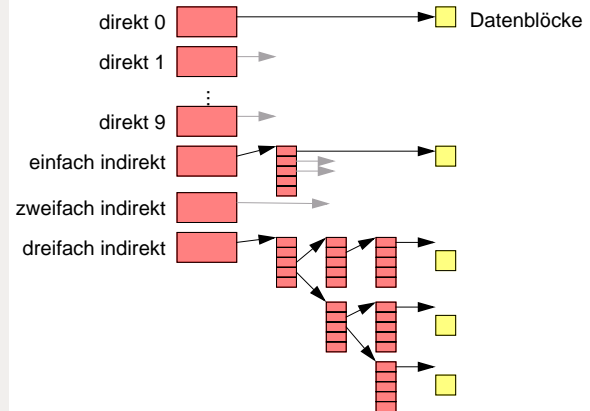 direkt 0
Datenblöcke
direkt 1
⋮
direkt 9
einfach indirekt
zweifach indirekt
dreifach indirekt